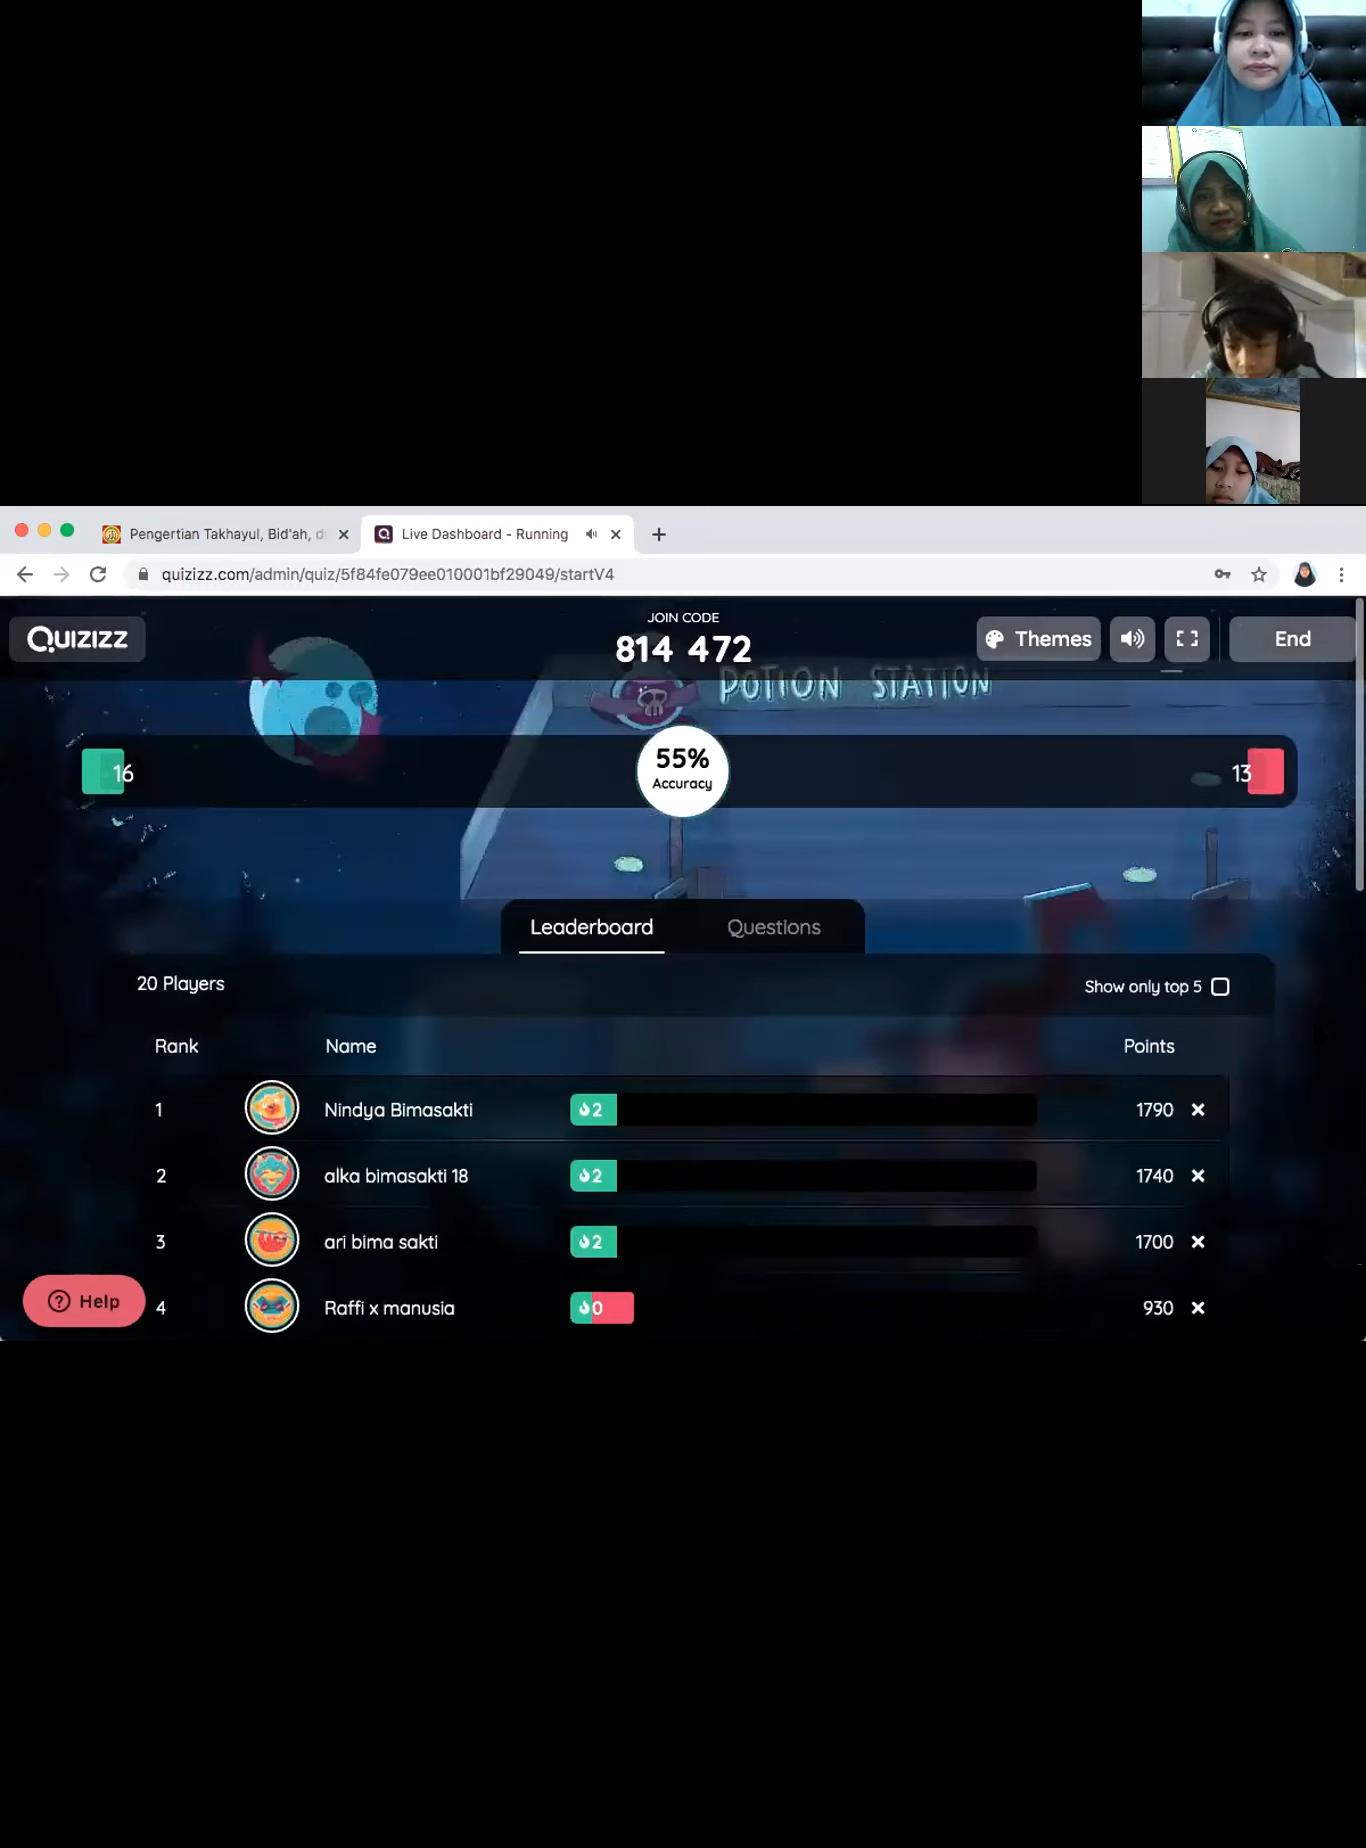 Pengertian Takhayul, Bid'ah, d
Live Dashboard - Running
quizizz.com/admin/quiz/5f84fe079ee010001bf29049/startV4
QUIZIZZ
JOIN CODE
814 472
Themes
End
POTION STATION
16
55%
Accuracy
13
Leaderboard
Questions
20 Players
Show only top 5
Rank
Name
Points
1 Nindya Bimasakti 2 1790
2 alka bimasakti 18 2 1740
3 ari bima sakti 2 1700
4 Raffi x manusia 0 930
Help